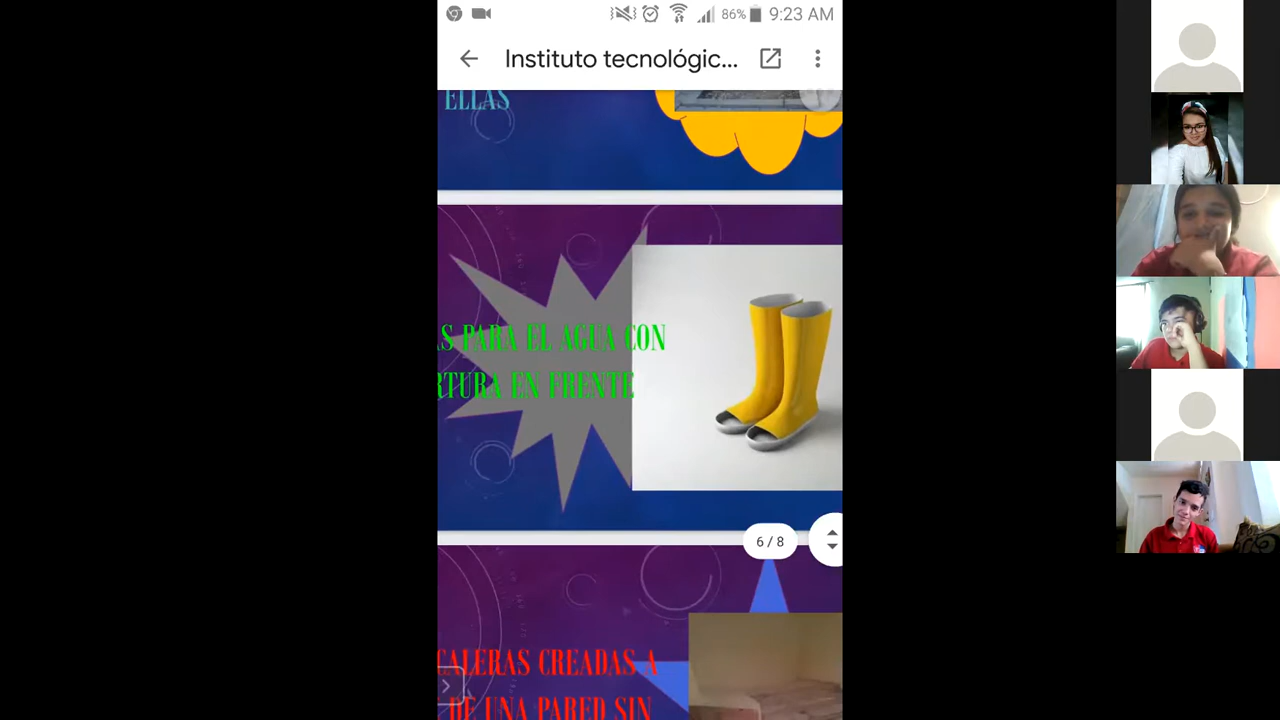 86% 9:23 AM
Instituto tecnológic...
ELLAS
AS PARA EL AGUA CON
RTURA EN FRENTE
6 / 8
CALERAS CREADAS A
DE UNA PARED SIN